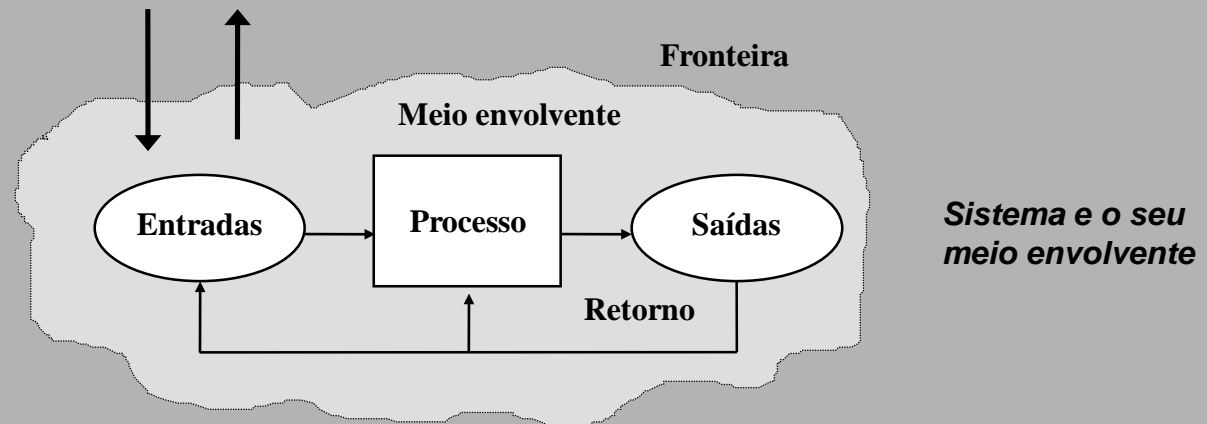 Fronteira
Meio envolvente
Entradas
Processo
Saídas
Retorno
Sistema e o seu
meio envolvente